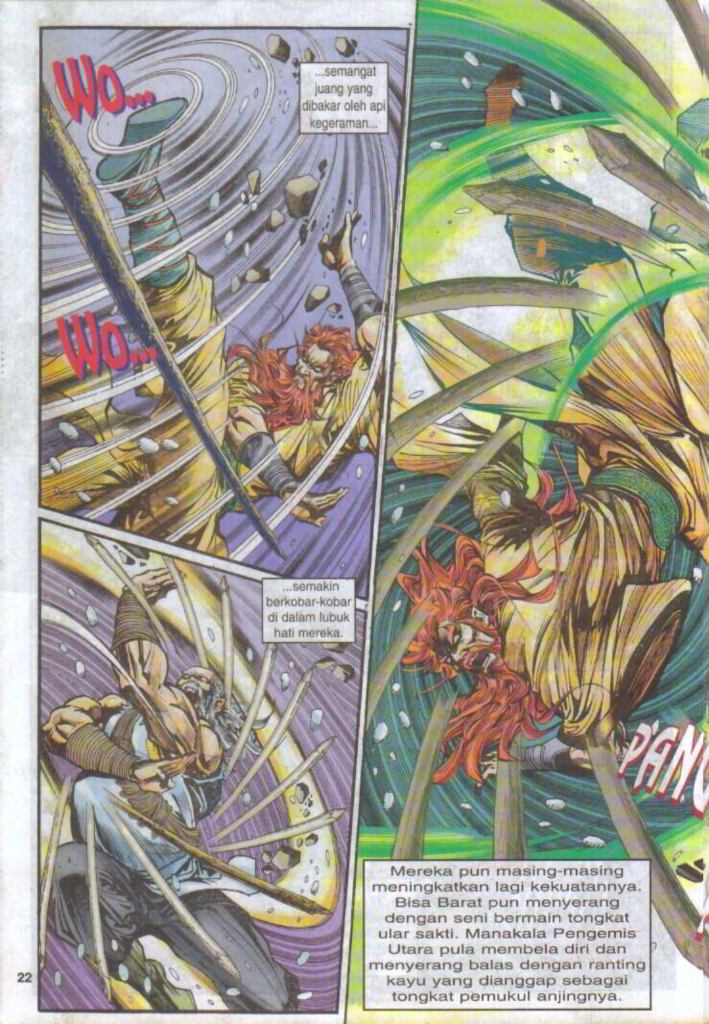 Wo...
...semangat
juang yang
dibakar oleh api
kegeraman...
Wo...
...semakin
berkobar-kobar
di dalam lubuk
hati mereka.
Mereka pun masing-masing
meningkatkan lagi kekuatannya.
Bisa Barat pun menyerang
dengan seni bermain tongkat
ular sakti. Manakala Pengemis
Utara pula membela diri dan
menyerang balas dengan ranting
kayu yang dianggap sebagai
tongkat pemukul anjingnya.
22